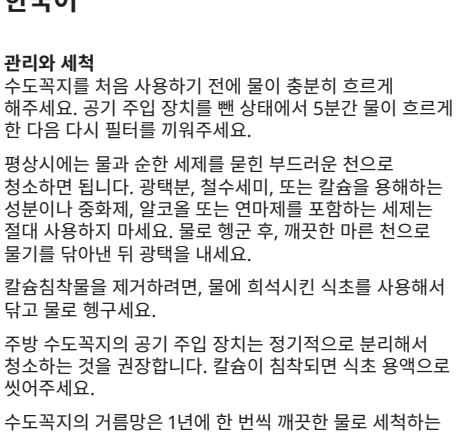 한국어
관리와 세척
수도꼭지를 처음 사용하기 전에 물이 충분히 흐르게
해주세요. 공기 주입 장치를 뺀 상태에서 5분간 물이 흐르게
한 다음 다시 필터를 끼워주세요.
평상시에는 물과 순한 세제를 묻힌 부드러운 천으로
청소하면 됩니다. 광택분, 철수세미, 또는 칼슘을 용해하는
성분이나 중화제, 알코올 또는 연마제를 포함하는 세제는
절대 사용하지 마세요. 물로 헹군 후, 깨끗한 마른 천으로
물기를 닦아낸 뒤 광택을 내세요.
칼슘침착물을 제거하려면, 물에 희석시킨 식초를 사용해서
닦고 물로 헹구세요.
주방 수도꼭지의 공기 주입 장치는 정기적으로 분리해서
청소하는 것을 권장합니다. 칼슘이 침착되면 식초 용액으로
씻어주세요.
수도꼭지의 거름망은 1년에 한 번씩 깨끗한 물로 세척하는